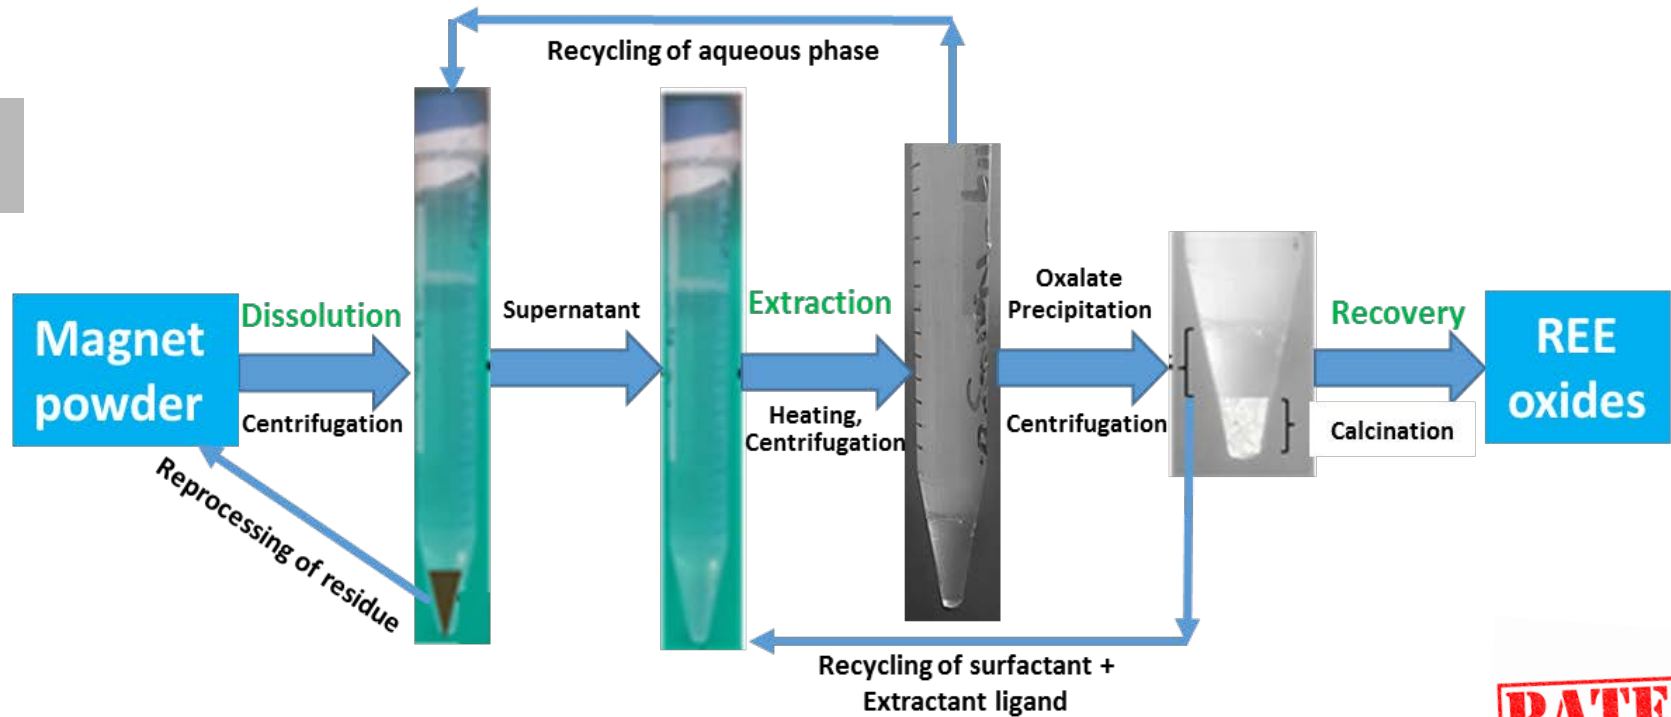 Recycling of aqueous phase
Magnet
powder
Dissolution
Centrifugation
Reprocessing of residue
Supernatant
Extraction
Heating,
Centrifugation
Oxalate
Precipitation
Centrifugation
Recovery
Calcination
REE
oxides
Recycling of surfactant +
Extractant ligand